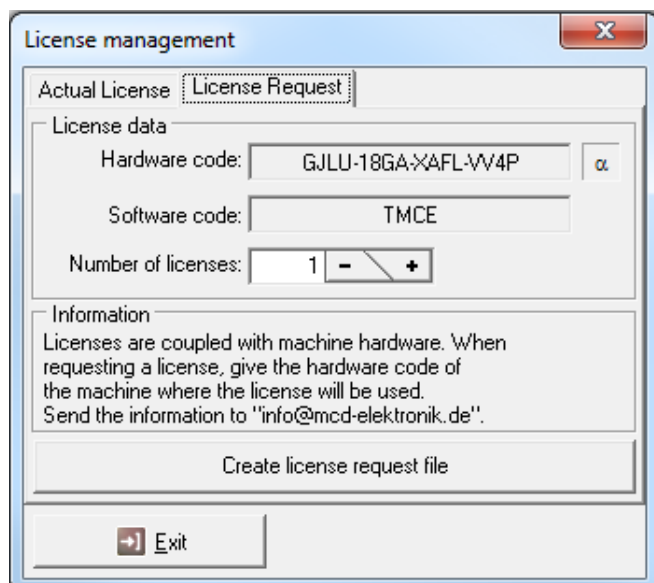 License management
Actual License
License Request
License data
Hardware code:
GJLU-18GA-XAFL-VV4P
α
Software code:
TMCE
Number of licenses:
1
-
+
Information
Licenses are coupled with machine hardware. When
requesting a license, give the hardware code of
the machine where the license will be used.
Send the information to "info@mcd-elektronik.de".
Create license request file
Exit